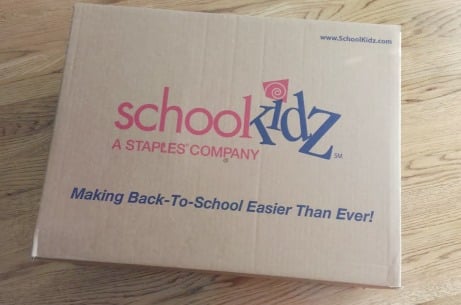 www.SchoolKidz.com
schoolkidz SM
A STAPLES® COMPANY
Making Back-To-School Easier Than Ever!